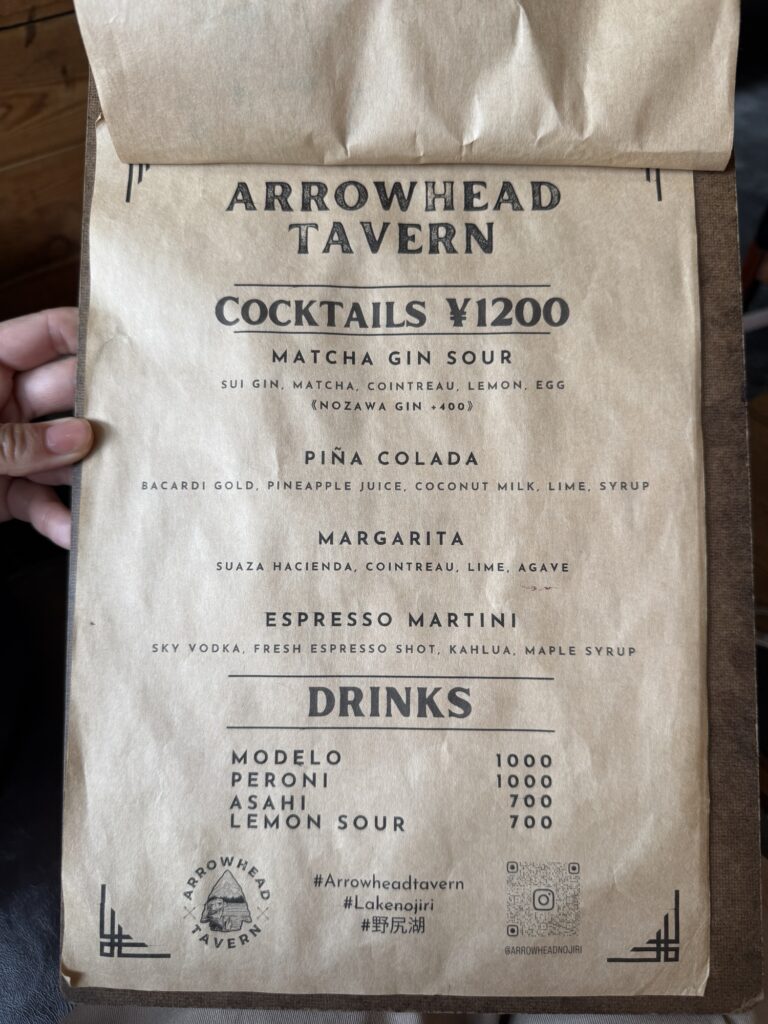 ARROWHEAD
TAVERN
COCKTAILS ¥1200
MATCHA GIN SOUR
SUI GIN, MATCHA, COINTREAU, LEMON, EGG
《NOZAWA GIN +400》
PIÑA COLADA
BACARDI GOLD, PINEAPPLE JUICE, COCONUT MILK, LIME, SYRUP
MARGARITA
SUAZA HACIENDA, COINTREAU, LIME, AGAVE
ESPRESSO MARTINI
SKY VODKA, FRESH ESPRESSO SHOT, KAHLUA, MAPLE SYRUP
DRINKS
MODELO 1000
PERONI 1000
ASAHI 700
LEMON SOUR 700
ARROWHEAD
TAVERN
#Arrowheadtavern
#Lakenojiri
#野尻湖
@ARROWHEADNOJIRI